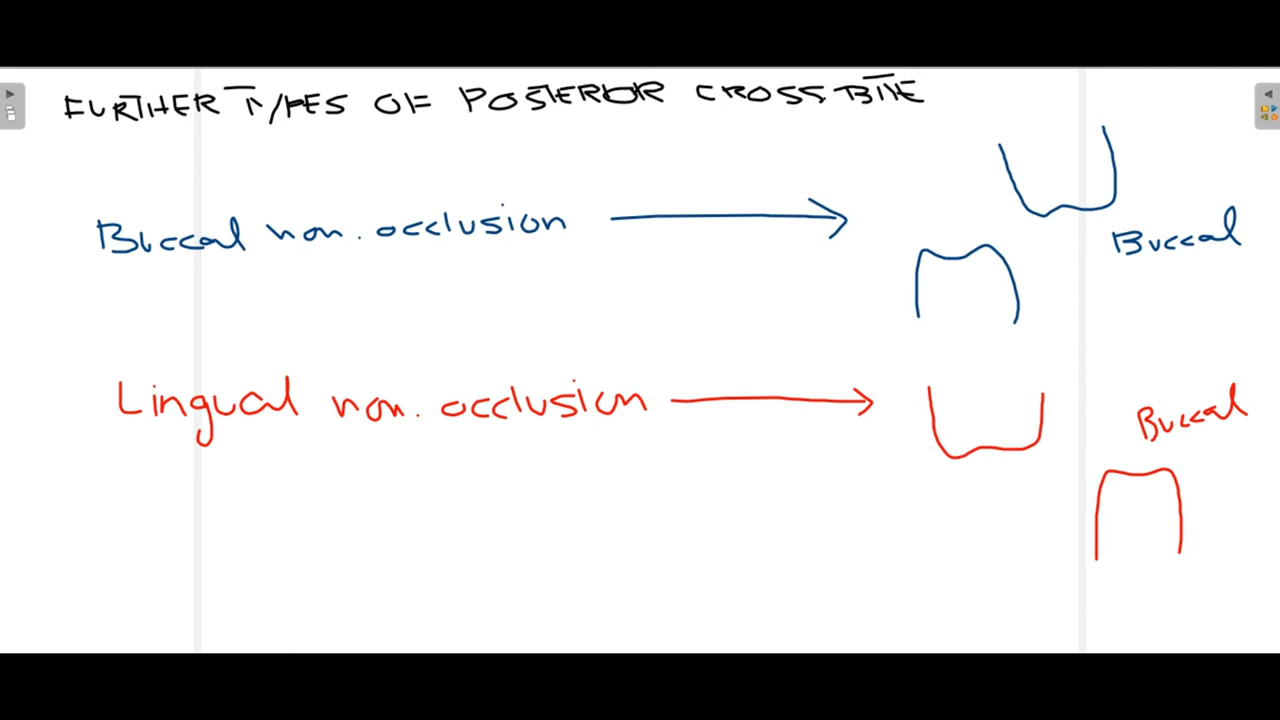 FURTHER TYPES OF POSTERIOR CROSSBITE
Buccal non.occlusion
Buccal
Lingual non.occlusion
Buccal